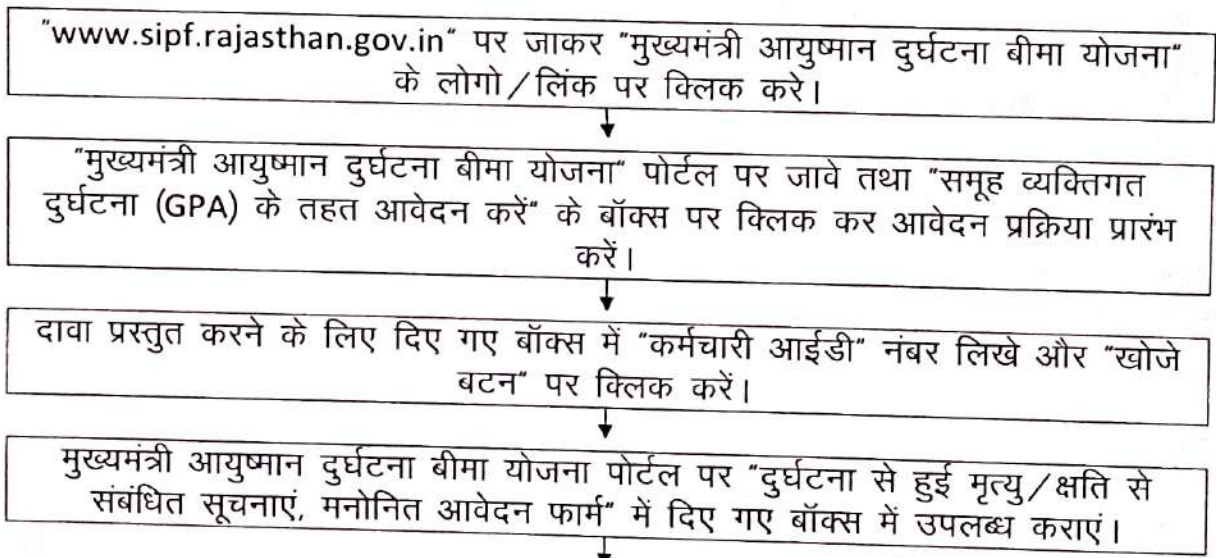 "www.sipf.rajasthan.gov.in" पर जाकर "मुख्यमंत्री आयुष्मान दुर्घटना बीमा योजना"
के लोगो/लिंक पर क्लिक करे।
"मुख्यमंत्री आयुष्मान दुर्घटना बीमा योजना" पोर्टल पर जावे तथा "समूह व्यक्तिगत
दुर्घटना (GPA) के तहत आवेदन करें" के बॉक्स पर क्लिक कर आवेदन प्रक्रिया प्रारंभ
करें।
दावा प्रस्तुत करने के लिए दिए गए बॉक्स में "कर्मचारी आईडी" नंबर लिखे और "खोजे
बटन" पर क्लिक करें।
मुख्यमंत्री आयुष्मान दुर्घटना बीमा योजना पोर्टल पर "दुर्घटना से हुई मृत्यु/क्षति से
संबंधित सूचनाएं, मनोनित आवेदन फार्म" में दिए गए बॉक्स में उपलब्ध कराएं।